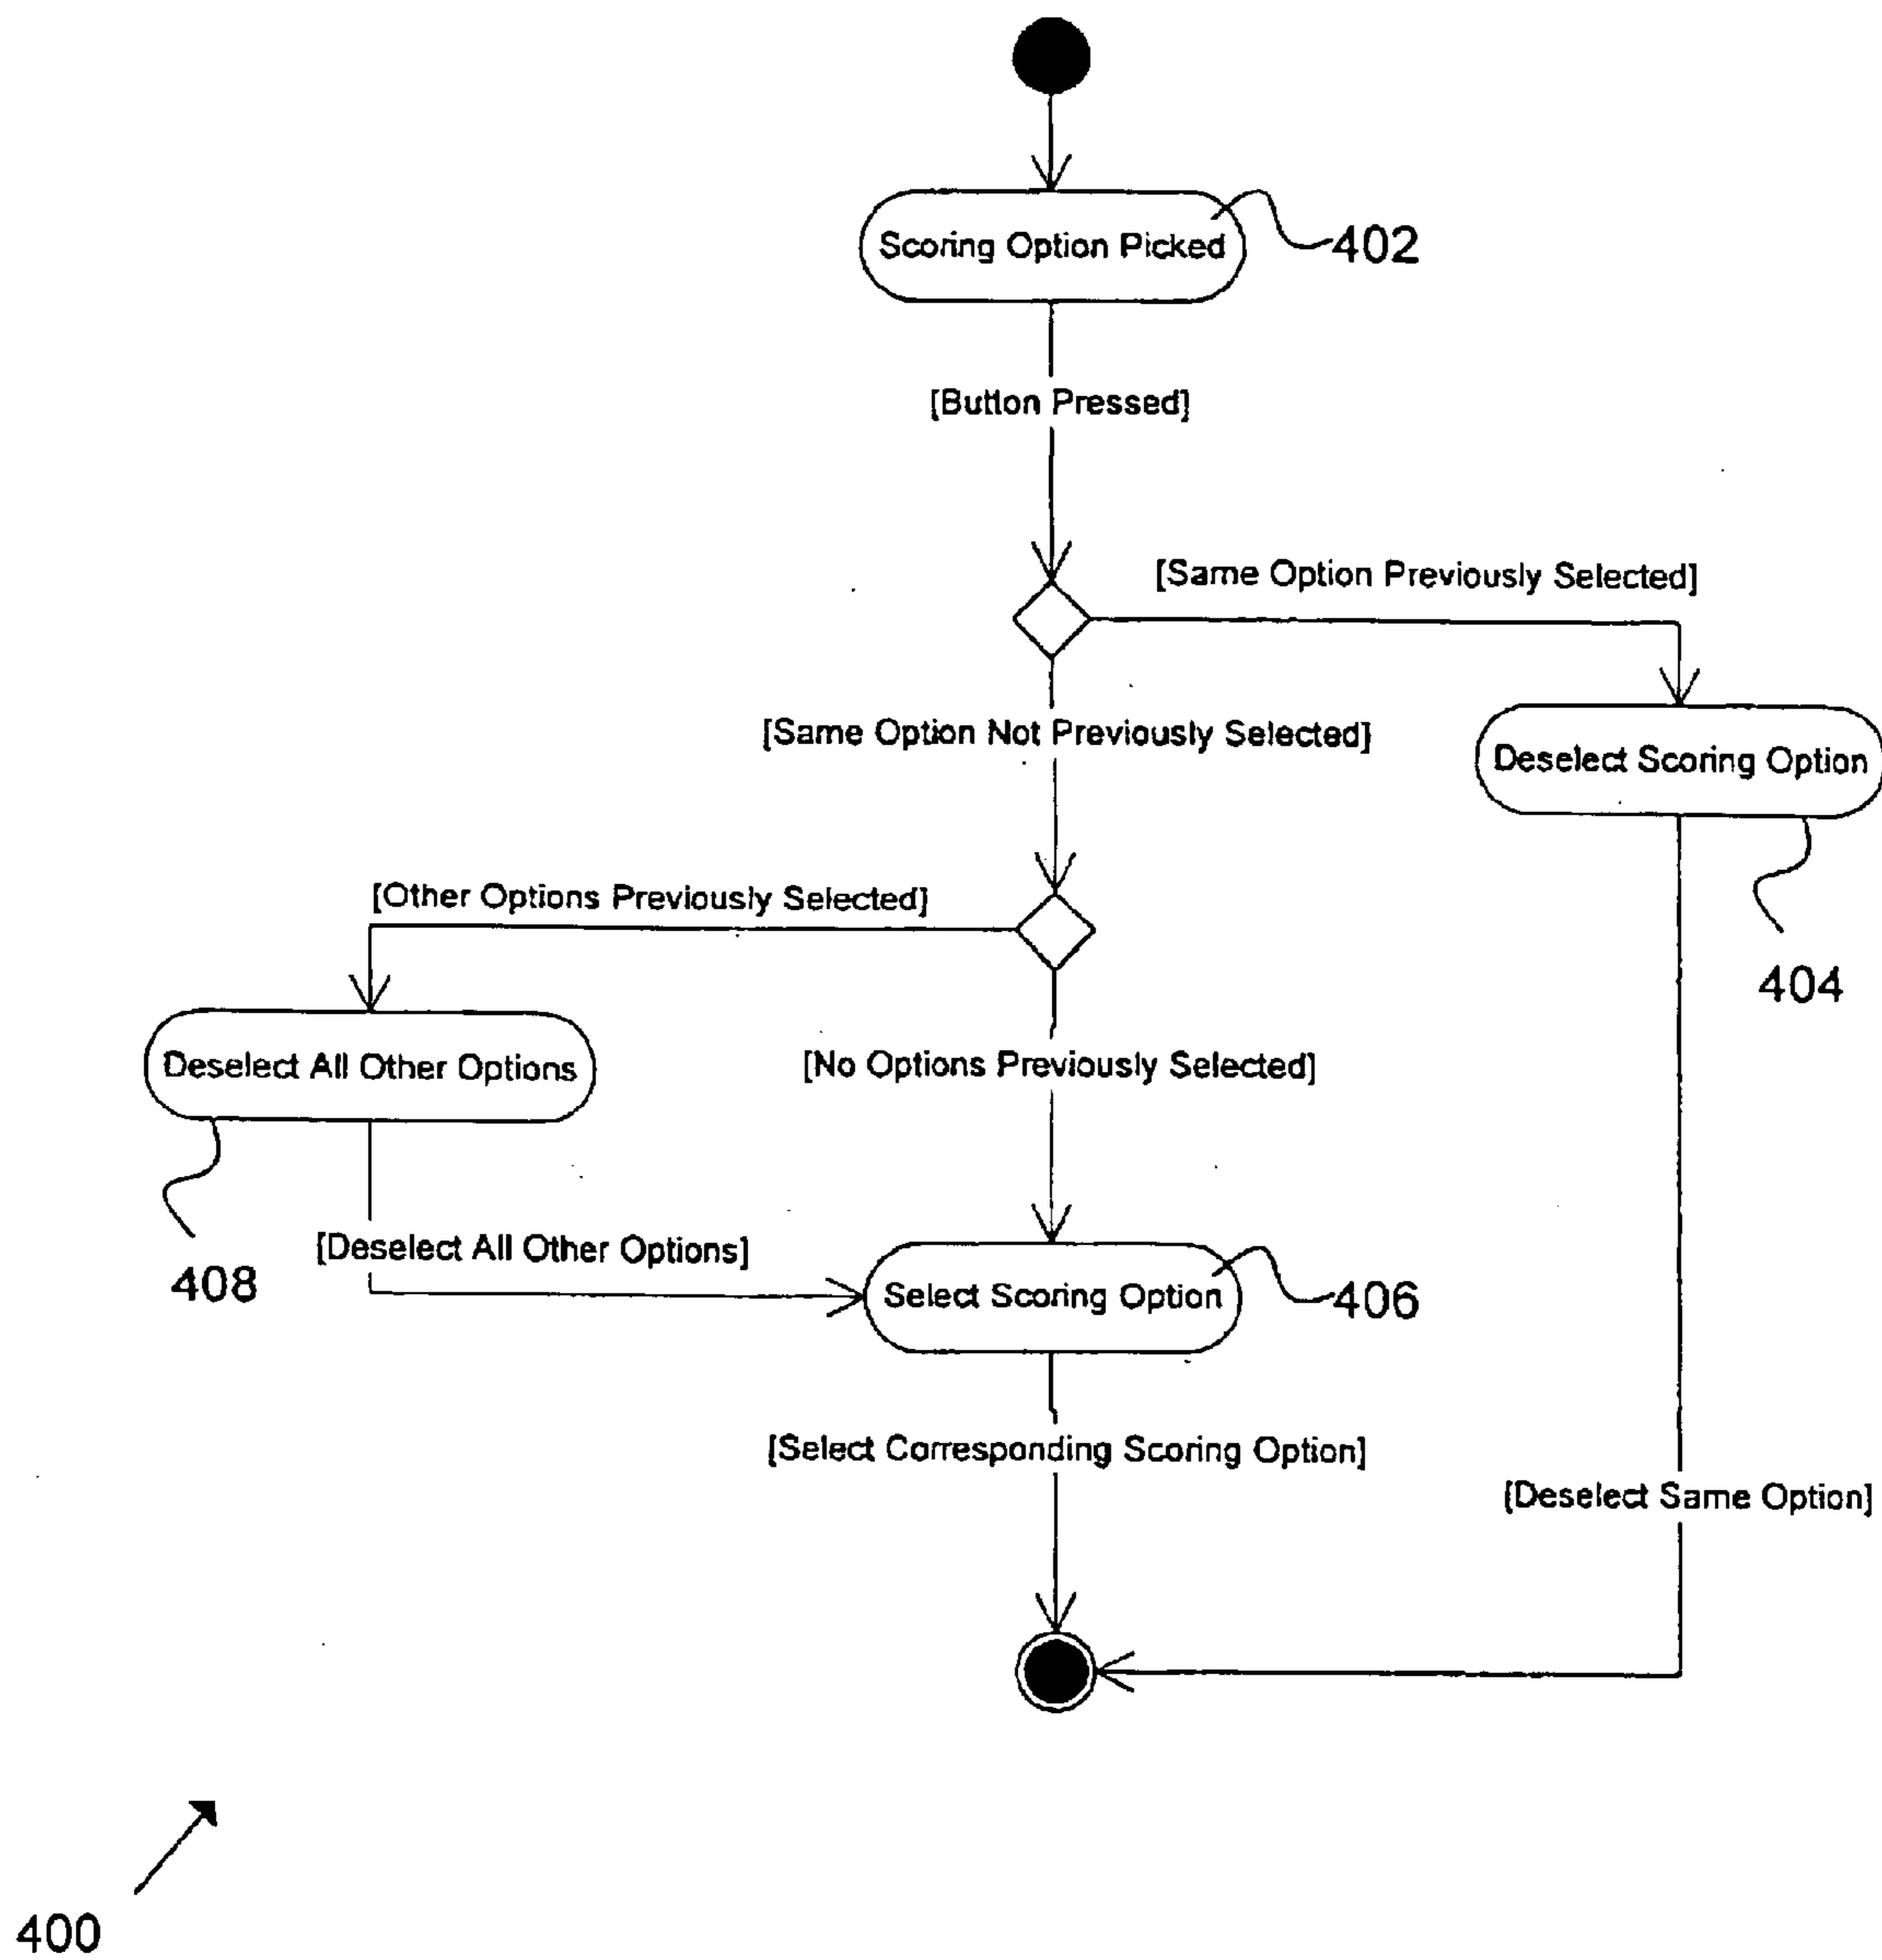 Scoring Option Picked
402
[Button Pressed]
[Same Option Previously Selected]
[Same Option Not Previously Selected]
Deselect Scoring Option
404
[Other Options Previously Selected]
Deselect All Other Options
408
[No Options Previously Selected]
[Deselect All Other Options]
Select Scoring Option
406
[Select Corresponding Scoring Option]
[Deselect Same Option]
400